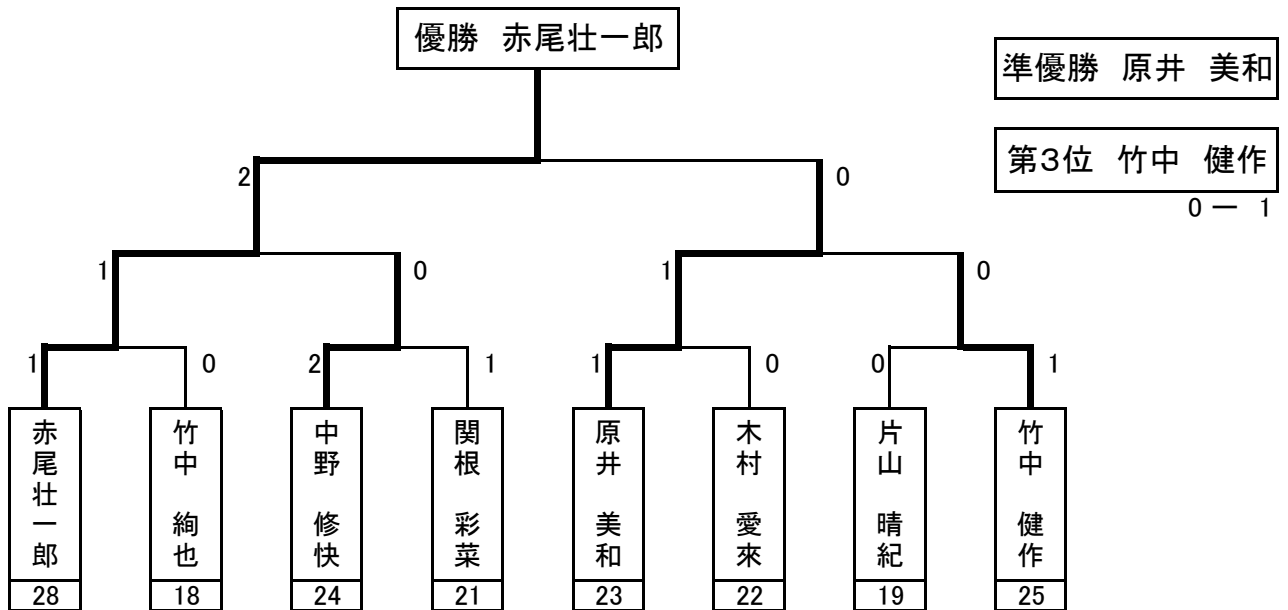 優勝 赤尾壮一郎
準優勝 原井 美和
第3位 竹中 健作
0 ー 1
2 0
1 0 1 0
1 0 2 1 1 0 0 1
赤尾壮一郎
竹中 絢也
中野 修快
関根 彩菜
原井 美和
木村 愛來
片山 晴紀
竹中 健作
28 18 24 21 23 22 19 25